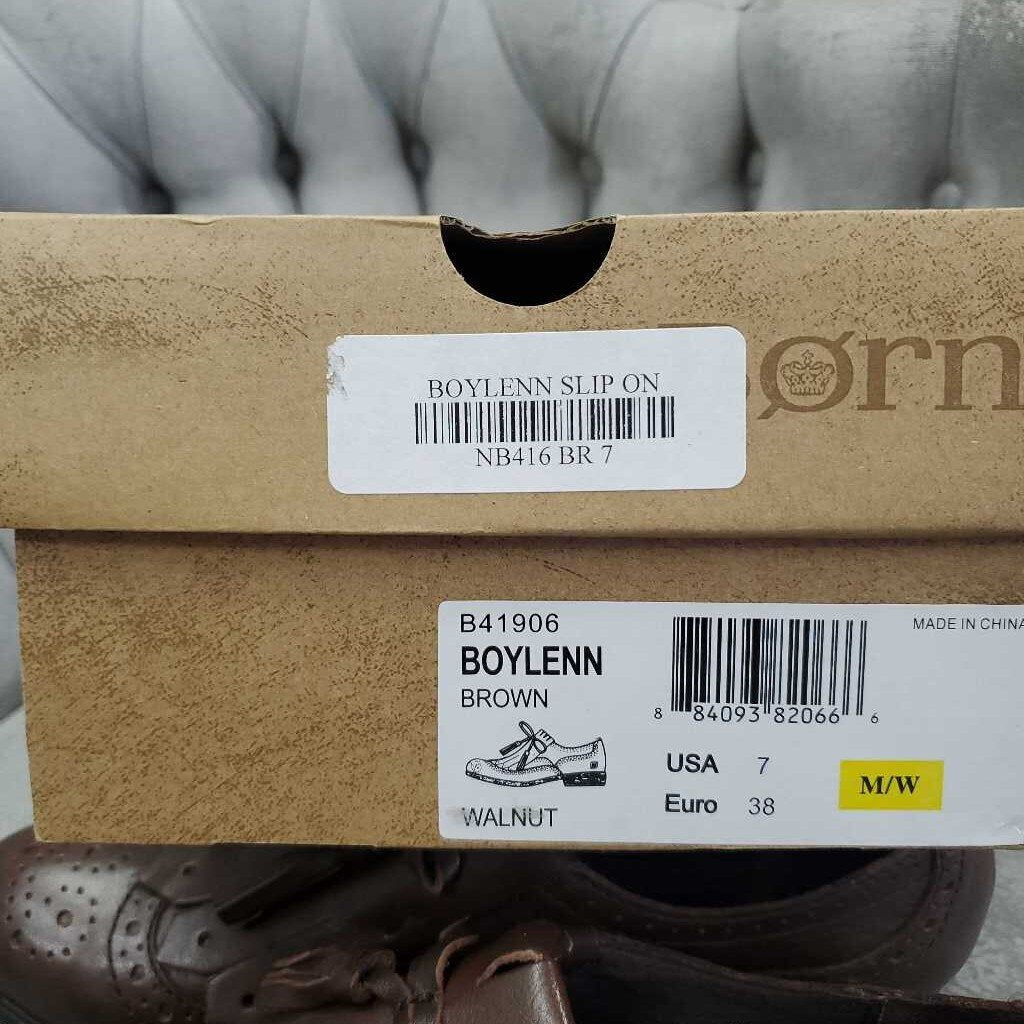 Børn
BOYLENN SLIP ON
NB416 BR 7
B41906
BOYLENN
BROWN
WALNUT
8 84093 82066 6
USA 7
Euro 38
M/W
MADE IN CHINA